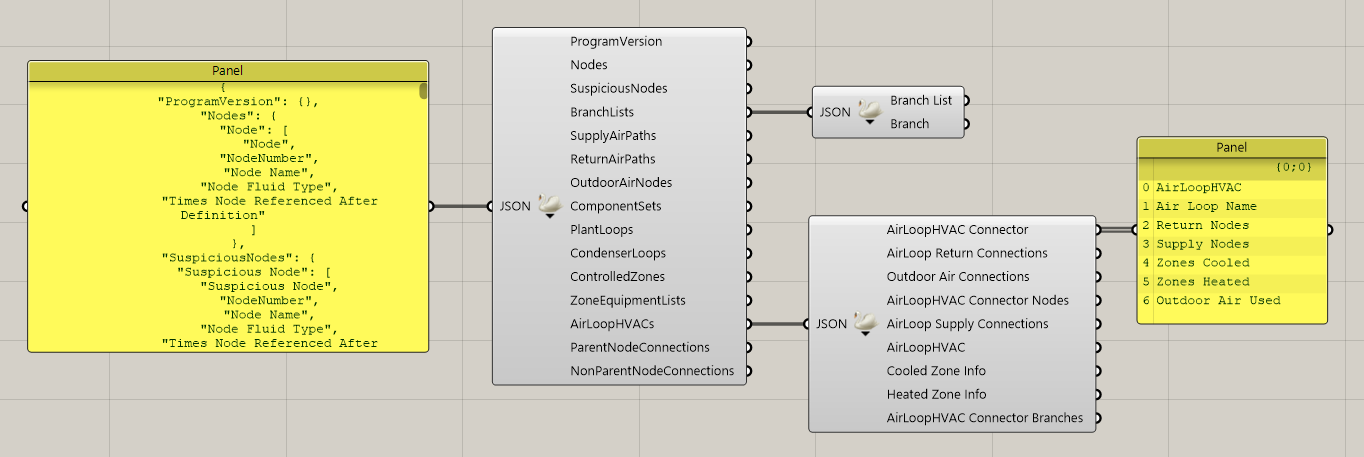 Panel
{
"ProgramVersion": {},
"Nodes": {
"Node": [
"Node",
"NodeNumber",
"Node Name",
"Node Fluid Type",
"Times Node Referenced After
Definition"
]
},
"SuspiciousNodes": {
"Suspicious Node": [
"Suspicious Node",
"NodeNumber",
"Node Name",
"Node Fluid Type",
"Times Node Referenced After
JSON
ProgramVersion
Nodes
SuspiciousNodes
BranchLists
SupplyAirPaths
ReturnAirPaths
OutdoorAirNodes
ComponentSets
PlantLoops
CondenserLoops
ControlledZones
ZoneEquipmentLists
AirLoopHVACs
ParentNodeConnections
NonParentNodeConnections
JSON
Branch List
Branch
JSON
AirLoopHVAC Connector
AirLoop Return Connections
Outdoor Air Connections
AirLoopHVAC Connector Nodes
AirLoop Supply Connections
AirLoopHVAC
Cooled Zone Info
Heated Zone Info
AirLoopHVAC Connector Branches
Panel
{0;0}
0 AirLoopHVAC
1 Air Loop Name
2 Return Nodes
3 Supply Nodes
4 Zones Cooled
5 Zones Heated
6 Outdoor Air Used